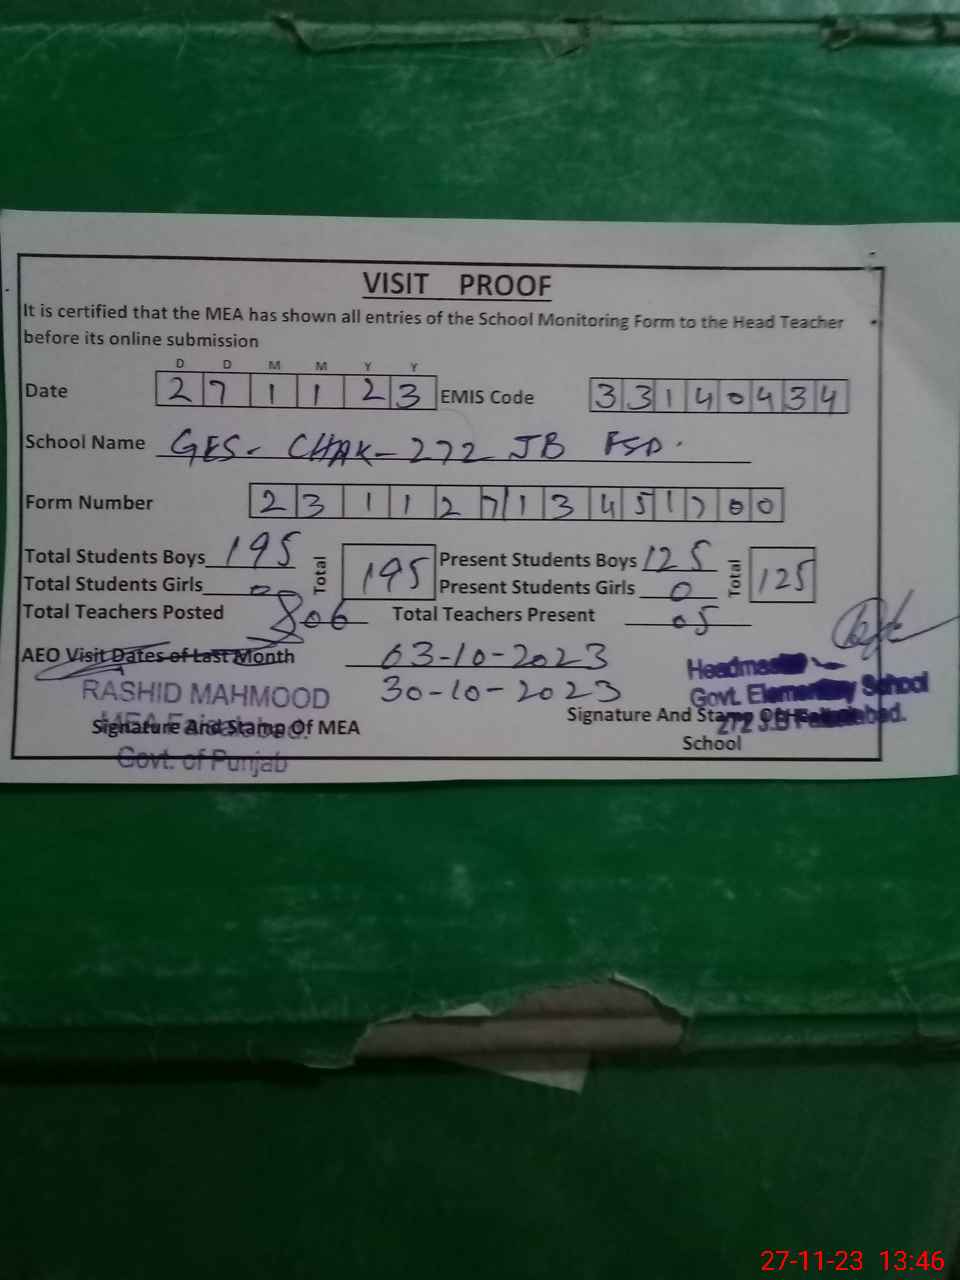 VISIT PROOF
It is certified that the MEA has shown all entries of the School Monitoring Form to the Head Teacher
before its online submission
D D M M Y Y
Date 2 7 1 1 2 3 EMIS Code 3 3 1 4 0 4 3 4
School Name GES- CHAK- 272 JB FSD.
Form Number 2 3 1 1 2 7 1 3 4 5 1 7 0 0
Total Students Boys 195 Total 195 Present Students Boys 125 Total 125
Total Students Girls Present Students Girls 0
Total Teachers Posted 06 Total Teachers Present 05
AEO Visit Dates of Last Month 03-10-2023
30-10-2023
RASHID MAHMOOD
MEA Faisalabad.
Govt. of Punjab
Signature And Stamp Of MEA
Headmaster
Govt. Elementary School
272 J.B Faisalabad.
Signature And Stamp Of
School
27-11-23 13:46